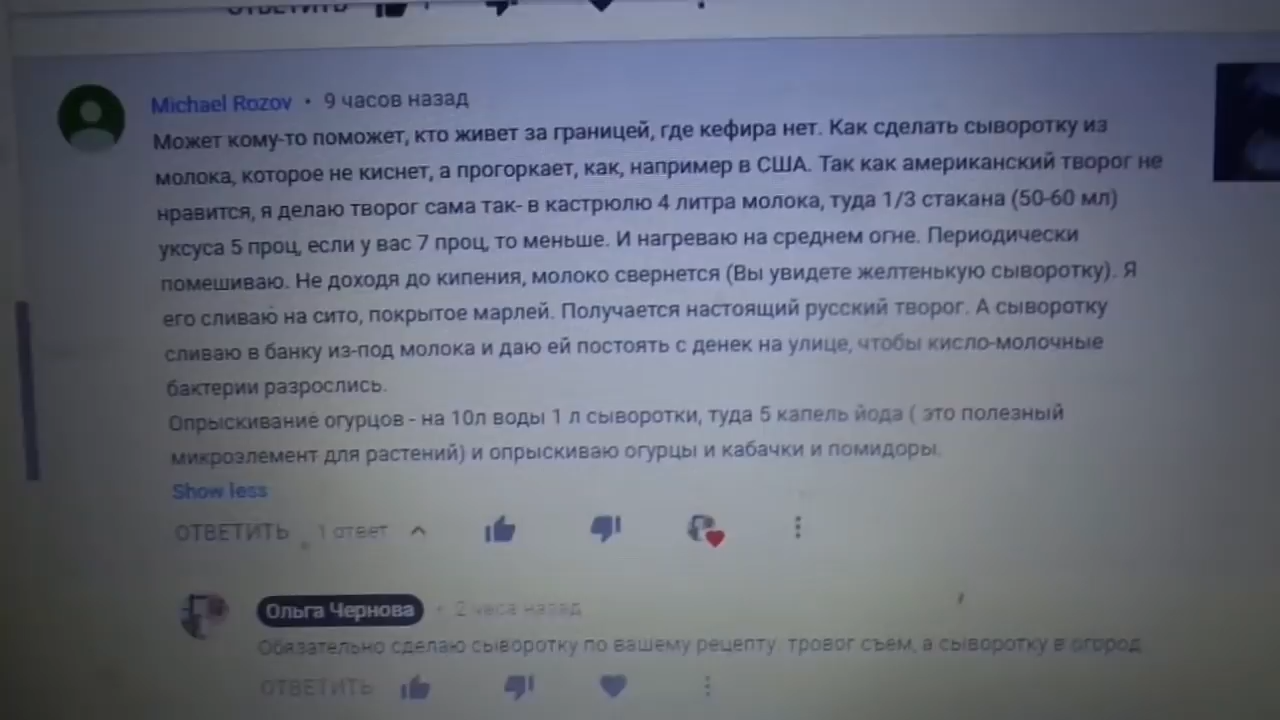 ОТВЕТИТЬ
Michael Rozov • 9 часов назад
Может кому-то поможет, кто живет за границей, где кефира нет. Как сделать сыворотку из
молока, которое не киснет, а прогоркает, как, например в США. Так как американский творог не
нравится, я делаю творог сама так- в кастрюлю 4 литра молока, туда 1/3 стакана (50-60 мл)
уксуса 5 проц, если у вас 7 проц, то меньше. И нагреваю на среднем огне. Периодически
помешиваю. Не доходя до кипения, молоко свернется (Вы увидете желтенькую сыворотку). Я
его сливаю на сито, покрытое марлей. Получается настоящий русский творог. А сыворотку
сливаю в банку из-под молока и даю ей постоять с денек на улице, чтобы кисло-молочные
бактерии разрослись.
Опрыскивание огурцов - на 10л воды 1 л сыворотки, туда 5 капель йода ( это полезный
микроэлемент для растений) и опрыскиваю огурцы и кабачки и помидоры.
Show less
ОТВЕТИТЬ 1 ответ
Ольга Чернова • 2 часа назад
Обязательно сделаю сыворотку по вашему рецепту. тровог съем, а сыворотку в огород
ОТВЕТИТЬ